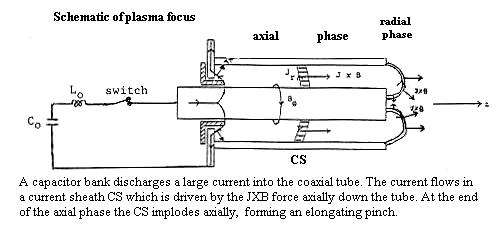 Schematic of plasma focus
axial phase
radial phase
L₀ switch
C₀
Jᵣ J x B
Bθ
JxB
JxB
z
CS
A capacitor bank discharges a large current into the coaxial tube. The current flows in
a current sheath CS which is driven by the JXB force axially down the tube. At the end
of the axial phase the CS implodes axially, forming an elongating pinch.